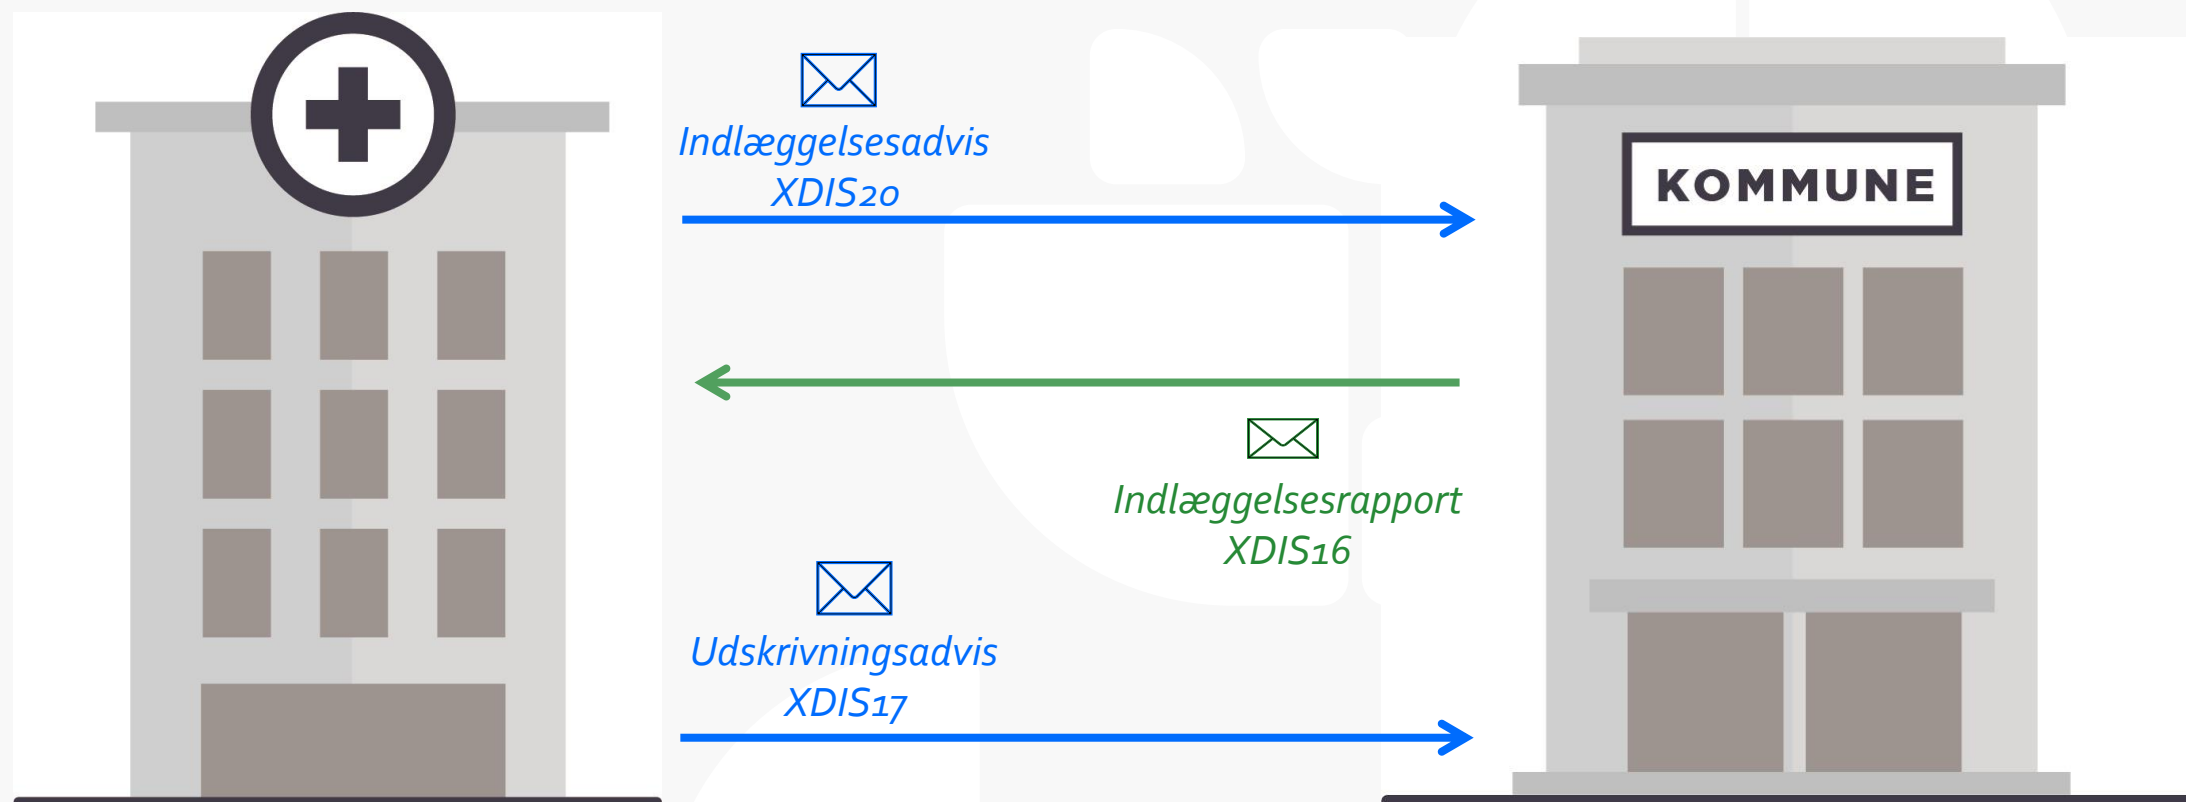 Indlæggelsesadvis
XDIS20
KOMMUNE
Indlæggelsesrapport
XDIS16
Udskrivningsadvis
XDIS17